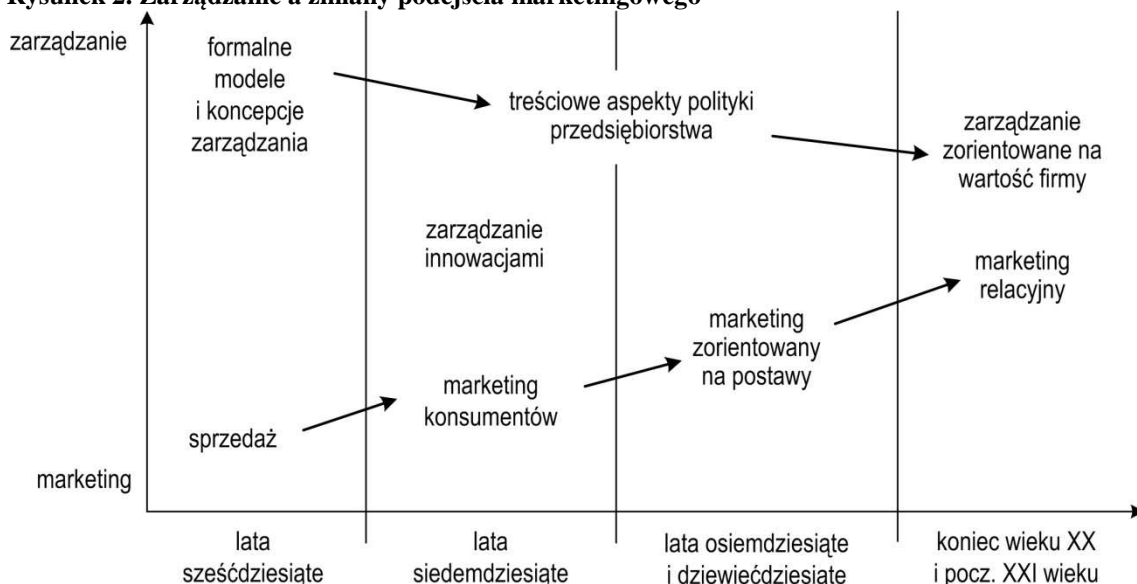 Rysunek 2. Zarządzanie a zmiany podejścia marketingowego
zarządzanie
formalne
modele
i koncepcje
zarządzania
treściowe aspekty polityki
przedsiębiorstwa
zarządzanie
zorientowane na
wartość firmy
zarządzanie
innowacjami
marketing
relacyjny
marketing
zorientowany
na postawy
marketing
konsumentów
sprzedaż
marketing
lata
sześćdziesiąte
lata
siedemdziesiąte
lata osiemdziesiąte
i dziewięćdziesiąte
koniec wieku XX
i pocz. XXI wieku